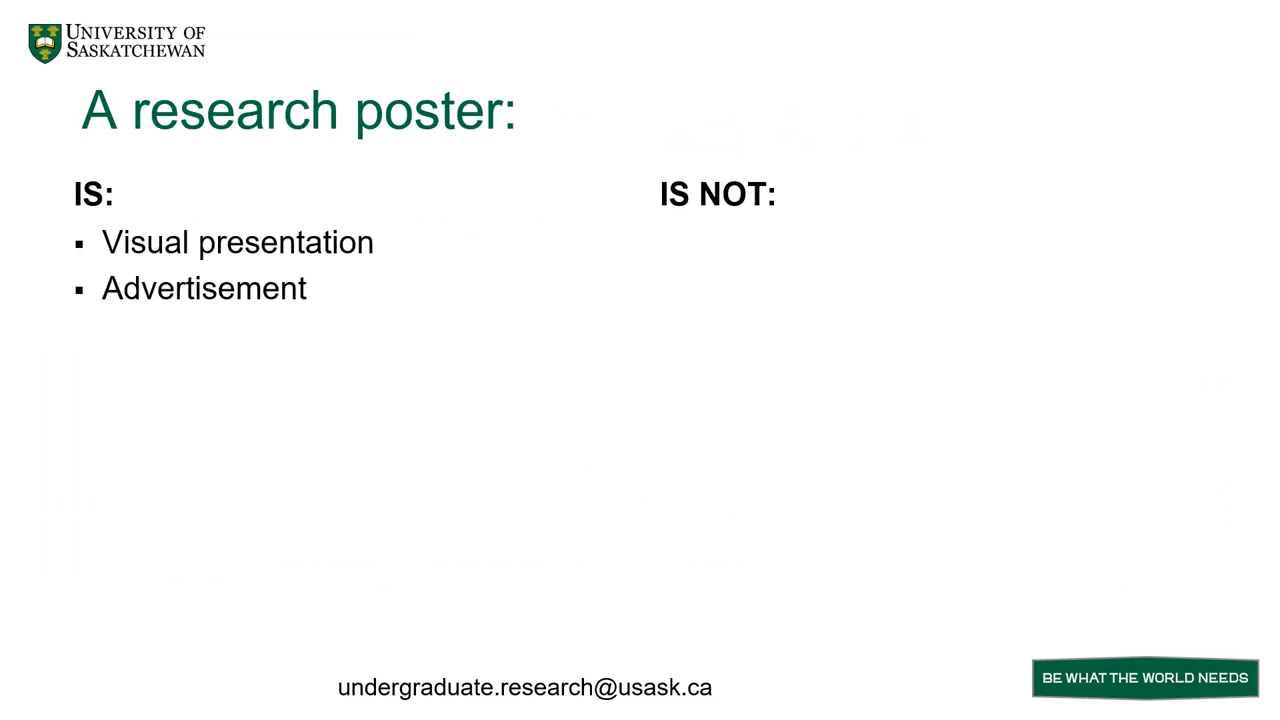 UNIVERSITY OF
SASKATCHEWAN
A research poster:
IS:
▪ Visual presentation
▪ Advertisement
IS NOT:
undergraduate.research@usask.ca
BE WHAT THE WORLD NEEDS